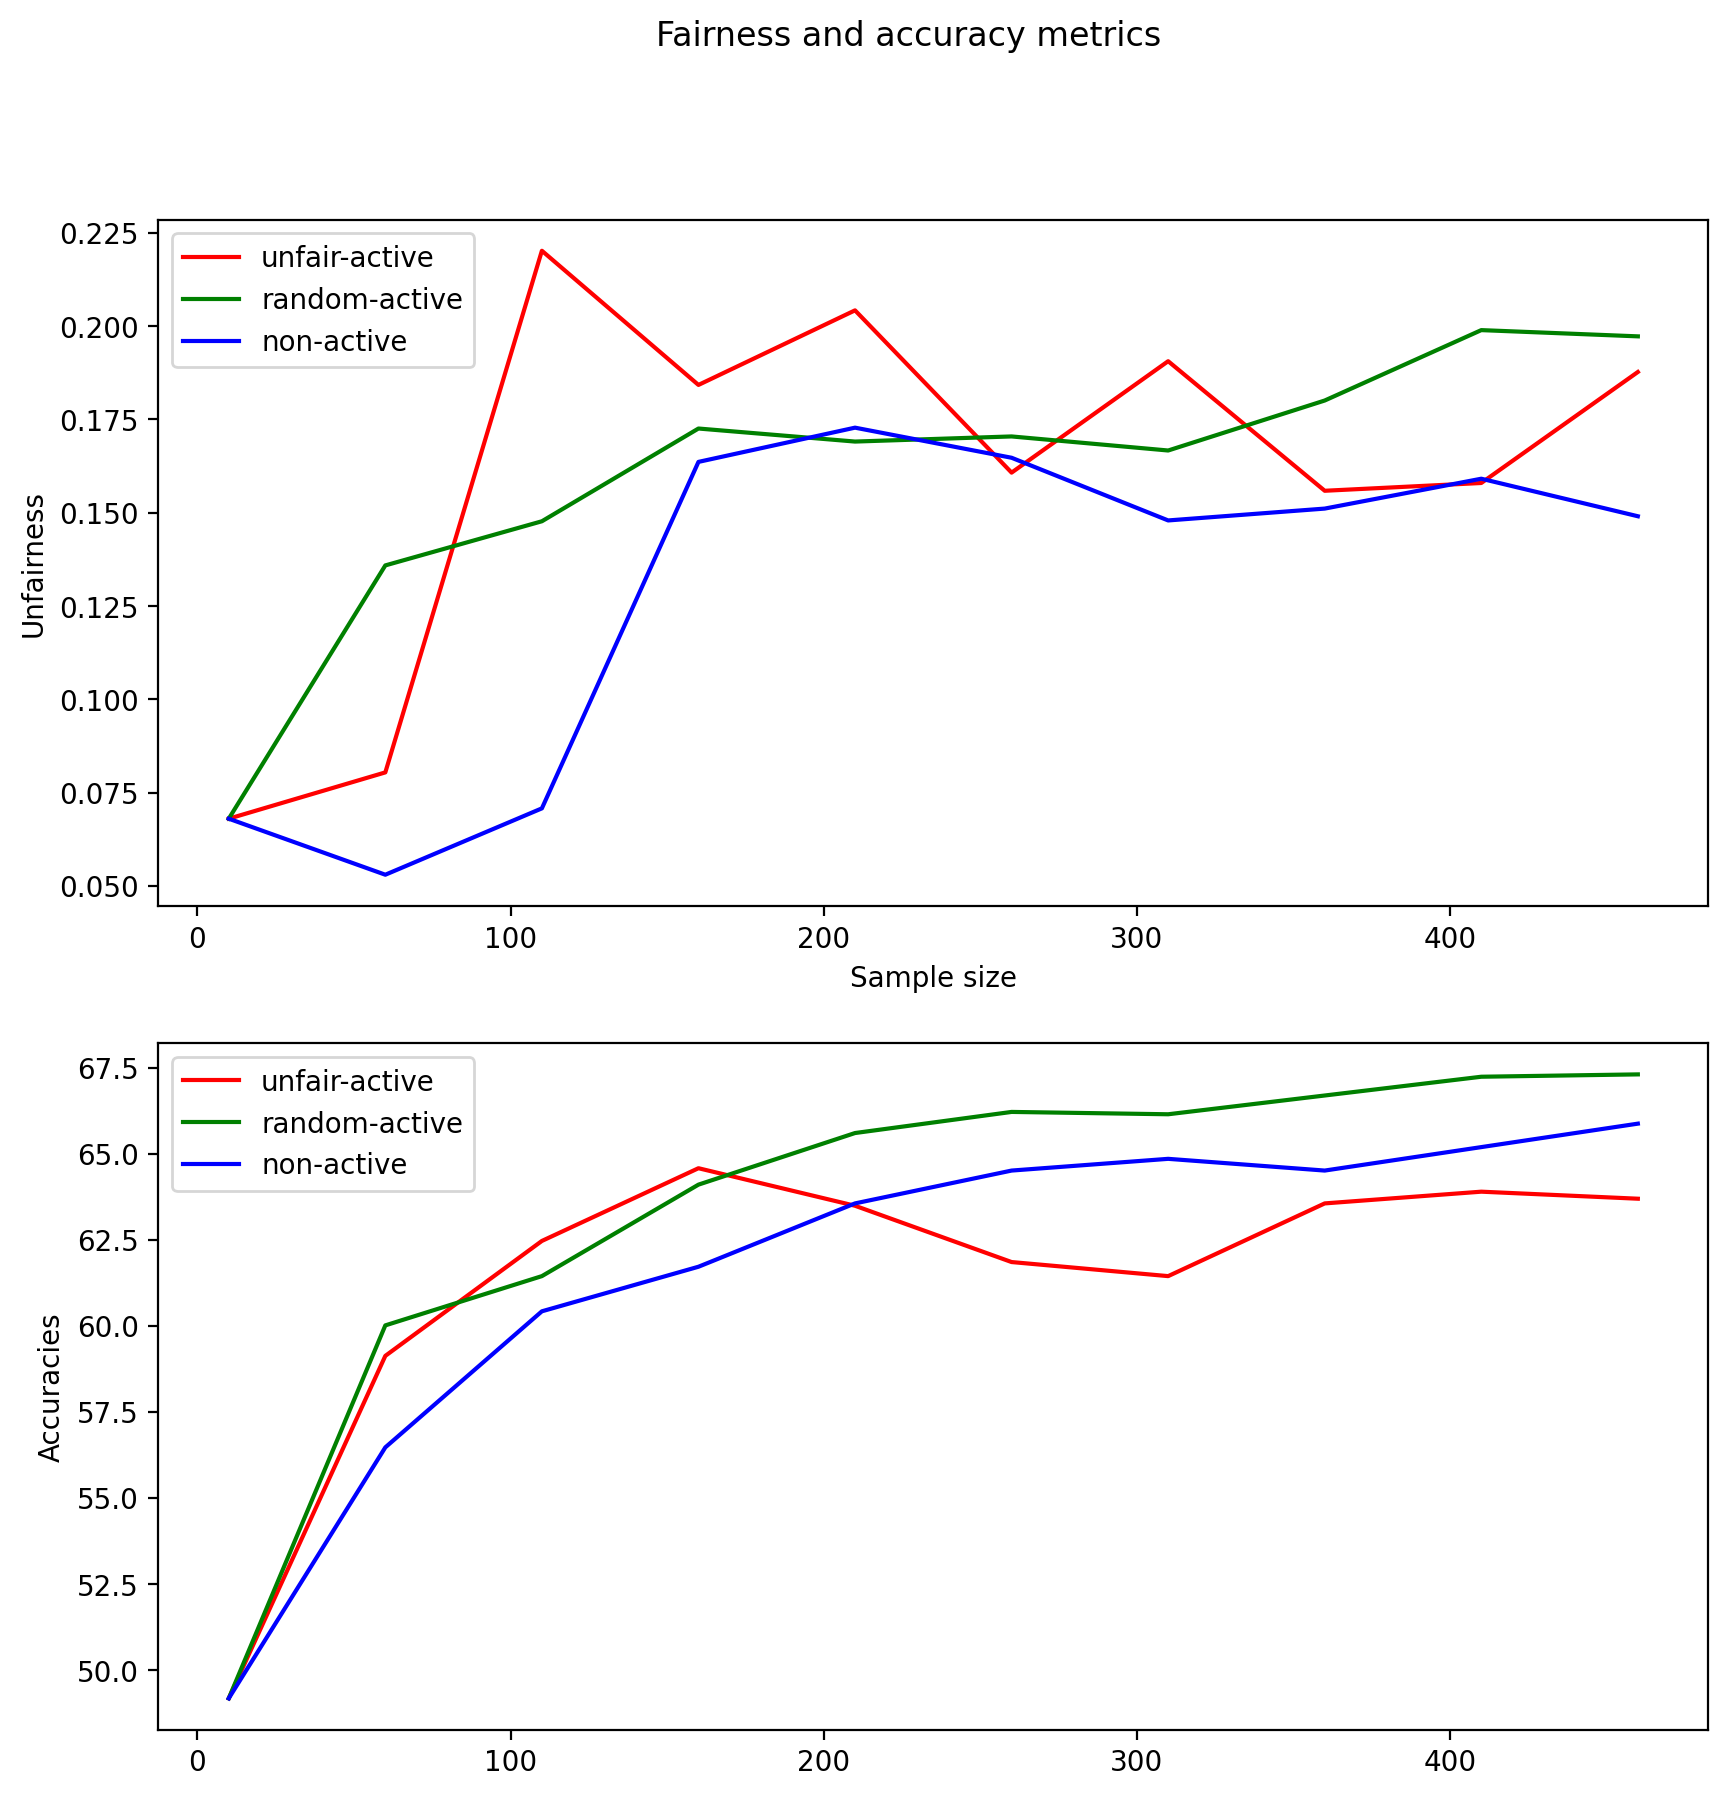 Fairness and accuracy metrics
0.225
0.200
0.175
0.150
0.125
0.100
0.075
0.050
Unfairness
unfair-active
random-active
non-active
0 100 200 300 400
Sample size
67.5
65.0
62.5
60.0
57.5
55.0
52.5
50.0
Accuracies
unfair-active
random-active
non-active
0 100 200 300 400